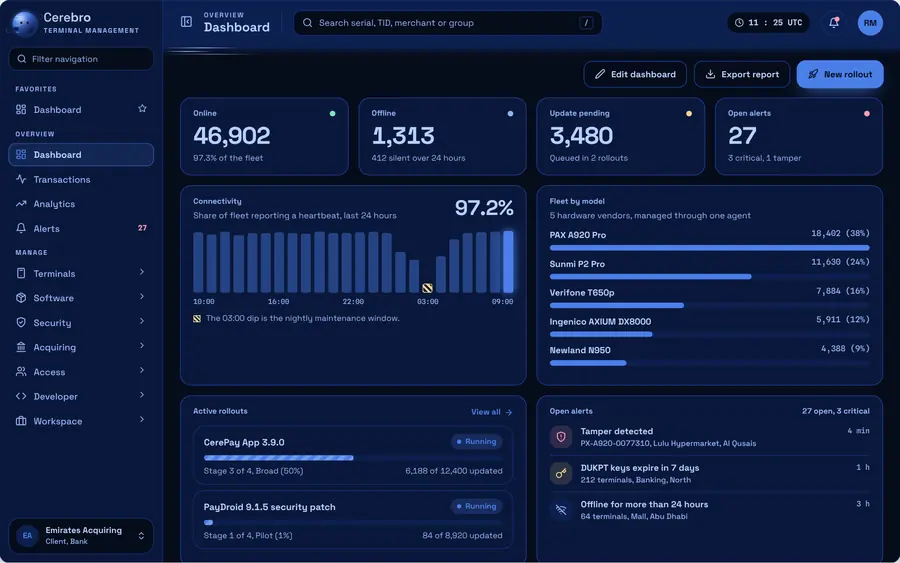 Cerebro
TERMINAL MANAGEMENT
Filter navigation
FAVORITES
Dashboard
OVERVIEW
Dashboard
Transactions
Analytics
Alerts 27
MANAGE
Terminals
Software
Security
Acquiring
Access
Developer
Workspace
EA
Emirates Acquiring
Client, Bank
OVERVIEW
Dashboard
Search serial, TID, merchant or group /
11 : 25 UTC
RM
Edit dashboard
Export report
New rollout
Online
46,902
97.3% of the fleet
Offline
1,313
412 silent over 24 hours
Update pending
3,480
Queued in 2 rollouts
Open alerts
27
3 critical, 1 tamper
Connectivity
Share of fleet reporting a heartbeat, last 24 hours
97.2%
10:00 16:00 22:00 03:00 09:00
The 03:00 dip is the nightly maintenance window.
Fleet by model
5 hardware vendors, managed through one agent
PAX A920 Pro 18,402 (38%)
Sunmi P2 Pro 11,630 (24%)
Verifone T650p 7,884 (16%)
Ingenico AXIUM DX8000 5,911 (12%)
Newland N950 4,388 (9%)
Active rollouts View all
CerePay App 3.9.0 Running
Stage 3 of 4, Broad (50%) 6,188 of 12,400 updated
PayDroid 9.1.5 security patch Running
Stage 1 of 4, Pilot (1%) 84 of 8,920 updated
Open alerts 27 open, 3 critical
Tamper detected 4 min
PX-A920-0077310, Lulu Hypermarket, Al Qusais
DUKPT keys expire in 7 days 1 h
212 terminals, Banking, North
Offline for more than 24 hours 3 h
64 terminals, Mall, Abu Dhabi